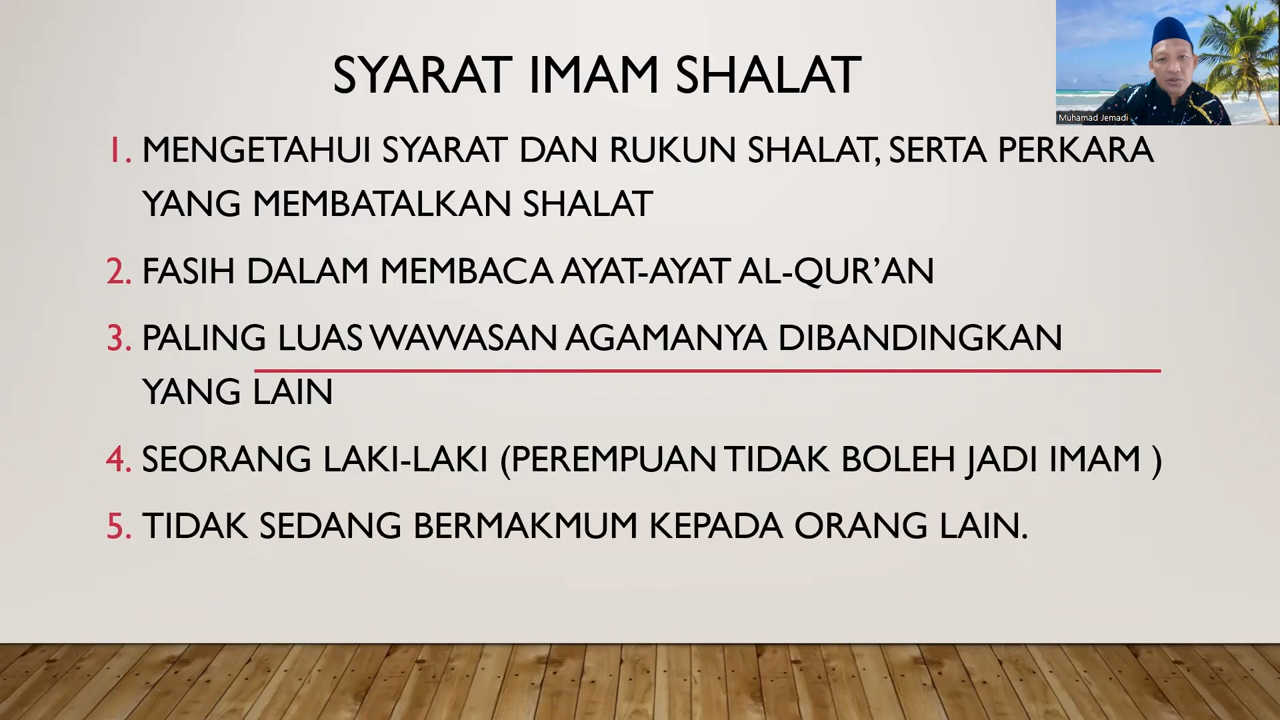 SYARAT IMAM SHALAT
Muhamad Jemadi
1. MENGETAHUI SYARAT DAN RUKUN SHALAT, SERTA PERKARA
YANG MEMBATALKAN SHALAT
2. FASIH DALAM MEMBACA AYAT-AYAT AL-QUR’AN
3. PALING LUAS WAWASAN AGAMANYA DIBANDINGKAN
YANG LAIN
4. SEORANG LAKI-LAKI (PEREMPUAN TIDAK BOLEH JADI IMAM )
5. TIDAK SEDANG BERMAKMUM KEPADA ORANG LAIN.